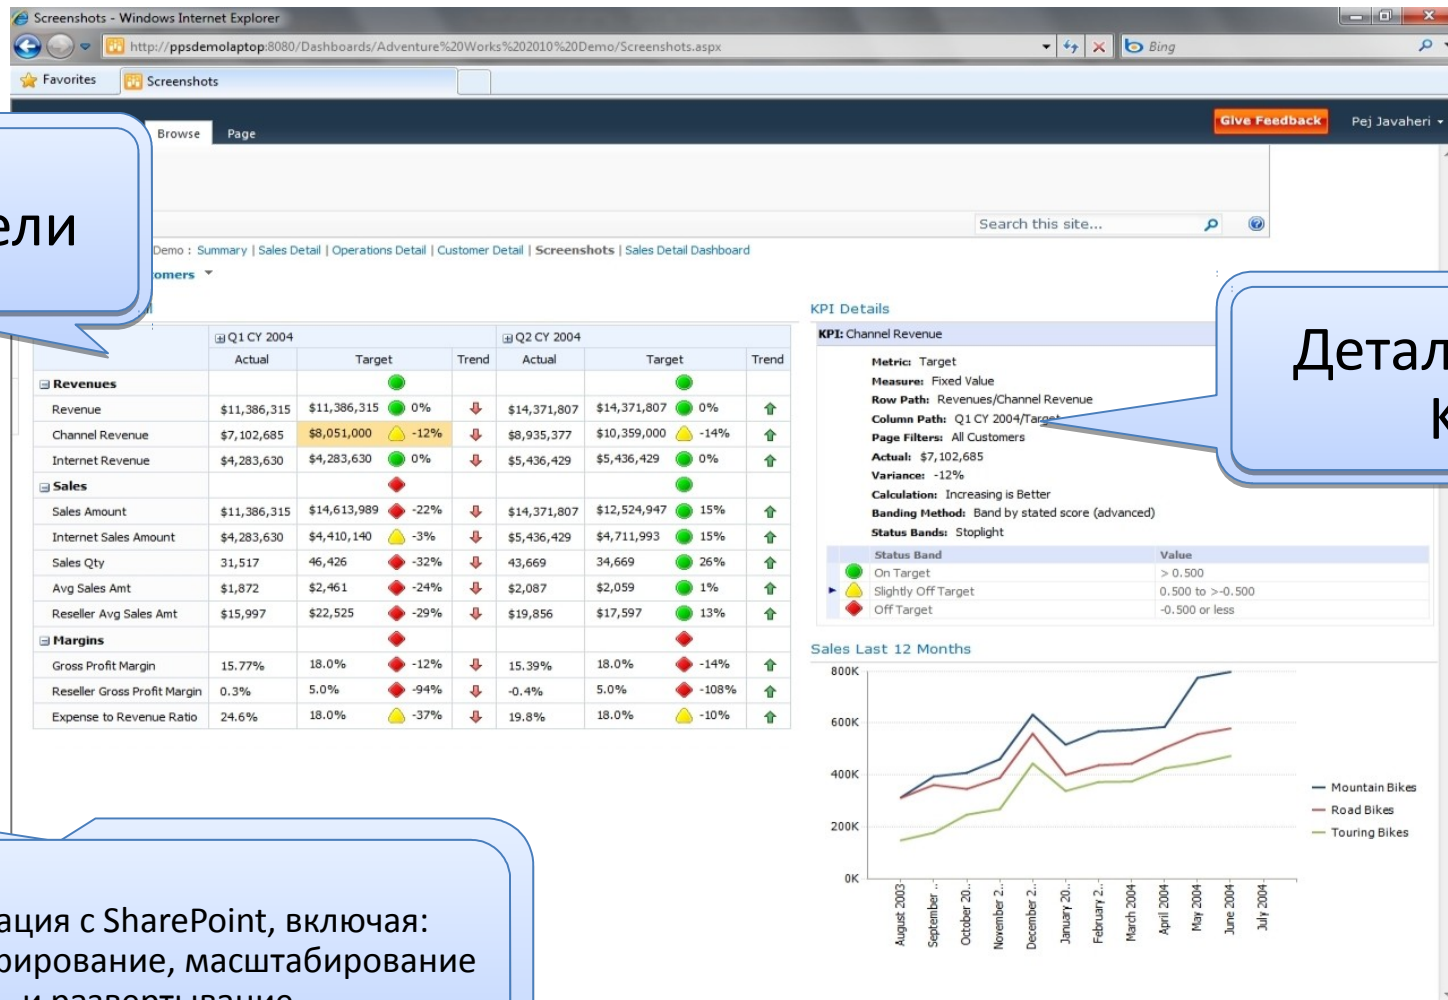 Screenshots - Windows Internet Explorer
http://ppsdemolaptop:8080/Dashboards/Adventure%20Works%202010%20Demo/Screenshots.aspx
Bing
Favorites
Screenshots
Browse Page
Give Feedback
Pej Javaheri
Search this site...
Demo : Summary | Sales Detail | Operations Detail | Customer Detail | Screenshots | Sales Detail Dashboard
Q1 CY 2004 Q2 CY 2004
Actual Target Trend Actual Target Trend
Revenues
Revenue $11,386,315 $11,386,315 0% $14,371,807 $14,371,807 0%
Channel Revenue $7,102,685 $8,051,000 -12% $8,935,377 $10,359,000 -14%
Internet Revenue $4,283,630 $4,283,630 0% $5,436,429 $5,436,429 0%
Sales
Sales Amount $11,386,315 $14,613,989 -22% $14,371,807 $12,524,947 15%
Internet Sales Amount $4,283,630 $4,410,140 -3% $5,436,429 $4,711,993 15%
Sales Qty 31,517 46,426 -32% 43,669 34,669 26%
Avg Sales Amt $1,872 $2,461 -24% $2,087 $2,059 1%
Reseller Avg Sales Amt $15,997 $22,525 -29% $19,856 $17,597 13%
Margins
Gross Profit Margin 15.77% 18.0% -12% 15.39% 18.0% -14%
Reseller Gross Profit Margin 0.3% 5.0% -94% -0.4% 5.0% -108%
Expense to Revenue Ratio 24.6% 18.0% -37% 19.8% 18.0% -10%
KPI Details
KPI: Channel Revenue
Metric: Target
Measure: Fixed Value
Row Path: Revenues/Channel Revenue
Column Path: Q1 CY 2004/Target
Page Filters: All Customers
Actual: $7,102,685
Variance: -12%
Calculation: Increasing is Better
Banding Method: Band by stated score (advanced)
Status Bands: Stoplight
Status Band Value
On Target > 0.500
Slightly Off Target 0.500 to >-0.500
Off Target -0.500 or less
Sales Last 12 Months
800K
600K
400K
200K
0K
August 2003
September ..
October 20..
November 2..
December 2..
January 20..
February 2..
March 2004
April 2004
May 2004
June 2004
July 2004
Mountain Bikes
Road Bikes
Touring Bikes
с SharePoint, включая:
масштабирование
и развертывание